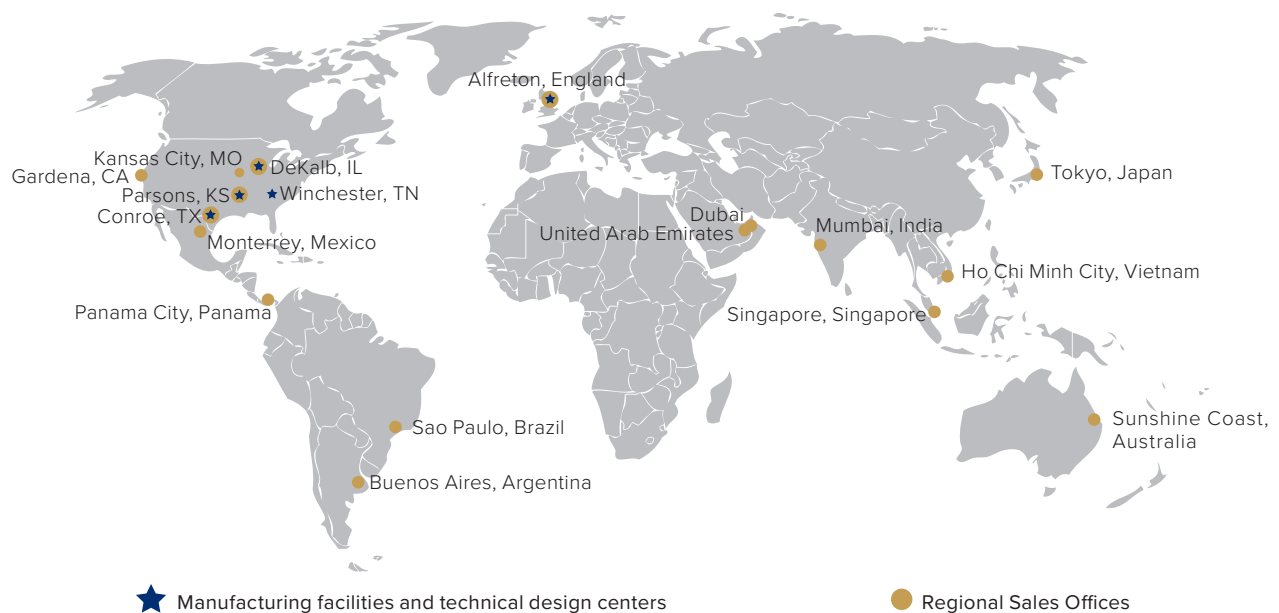 Alfreton, England
Kansas City, MO
DeKalb, IL
Gardena, CA
Tokyo, Japan
Parsons, KS
Winchester, TN
Conroe, TX
Dubai
United Arab Emirates
Mumbai, India
Monterrey, Mexico
Ho Chi Minh City, Vietnam
Panama City, Panama
Singapore, Singapore
Sao Paulo, Brazil
Sunshine Coast,
Australia
Buenos Aires, Argentina
Manufacturing facilities and technical design centers
Regional Sales Offices